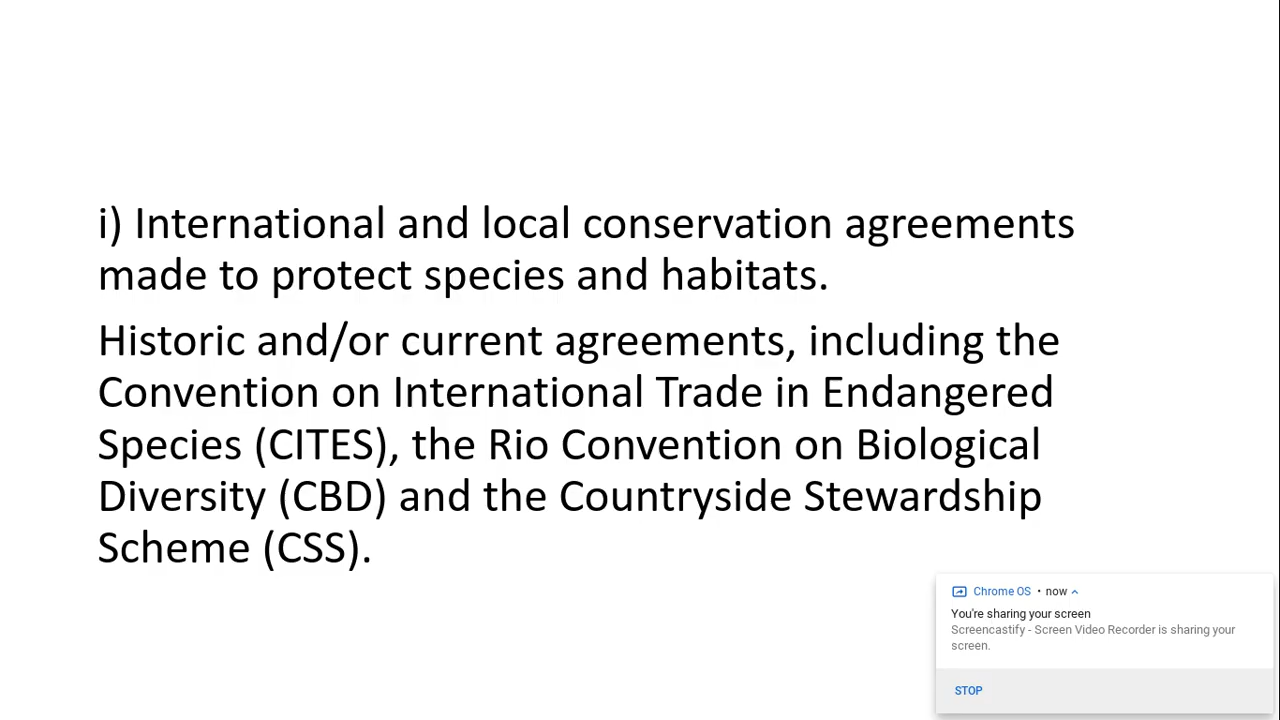 i) International and local conservation agreements
made to protect species and habitats.
Historic and/or current agreements, including the
Convention on International Trade in Endangered
Species (CITES), the Rio Convention on Biological
Diversity (CBD) and the Countryside Stewardship
Scheme (CSS).
Chrome OS • now
You're sharing your screen
Screencastify - Screen Video Recorder is sharing your
screen.
STOP